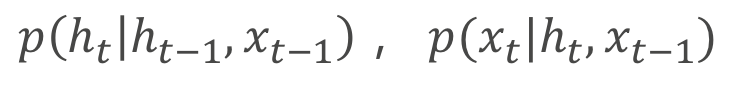 p(h_t|h_{t−1}, x_{t−1}) , p(x_t|h_t, x_{t−1})